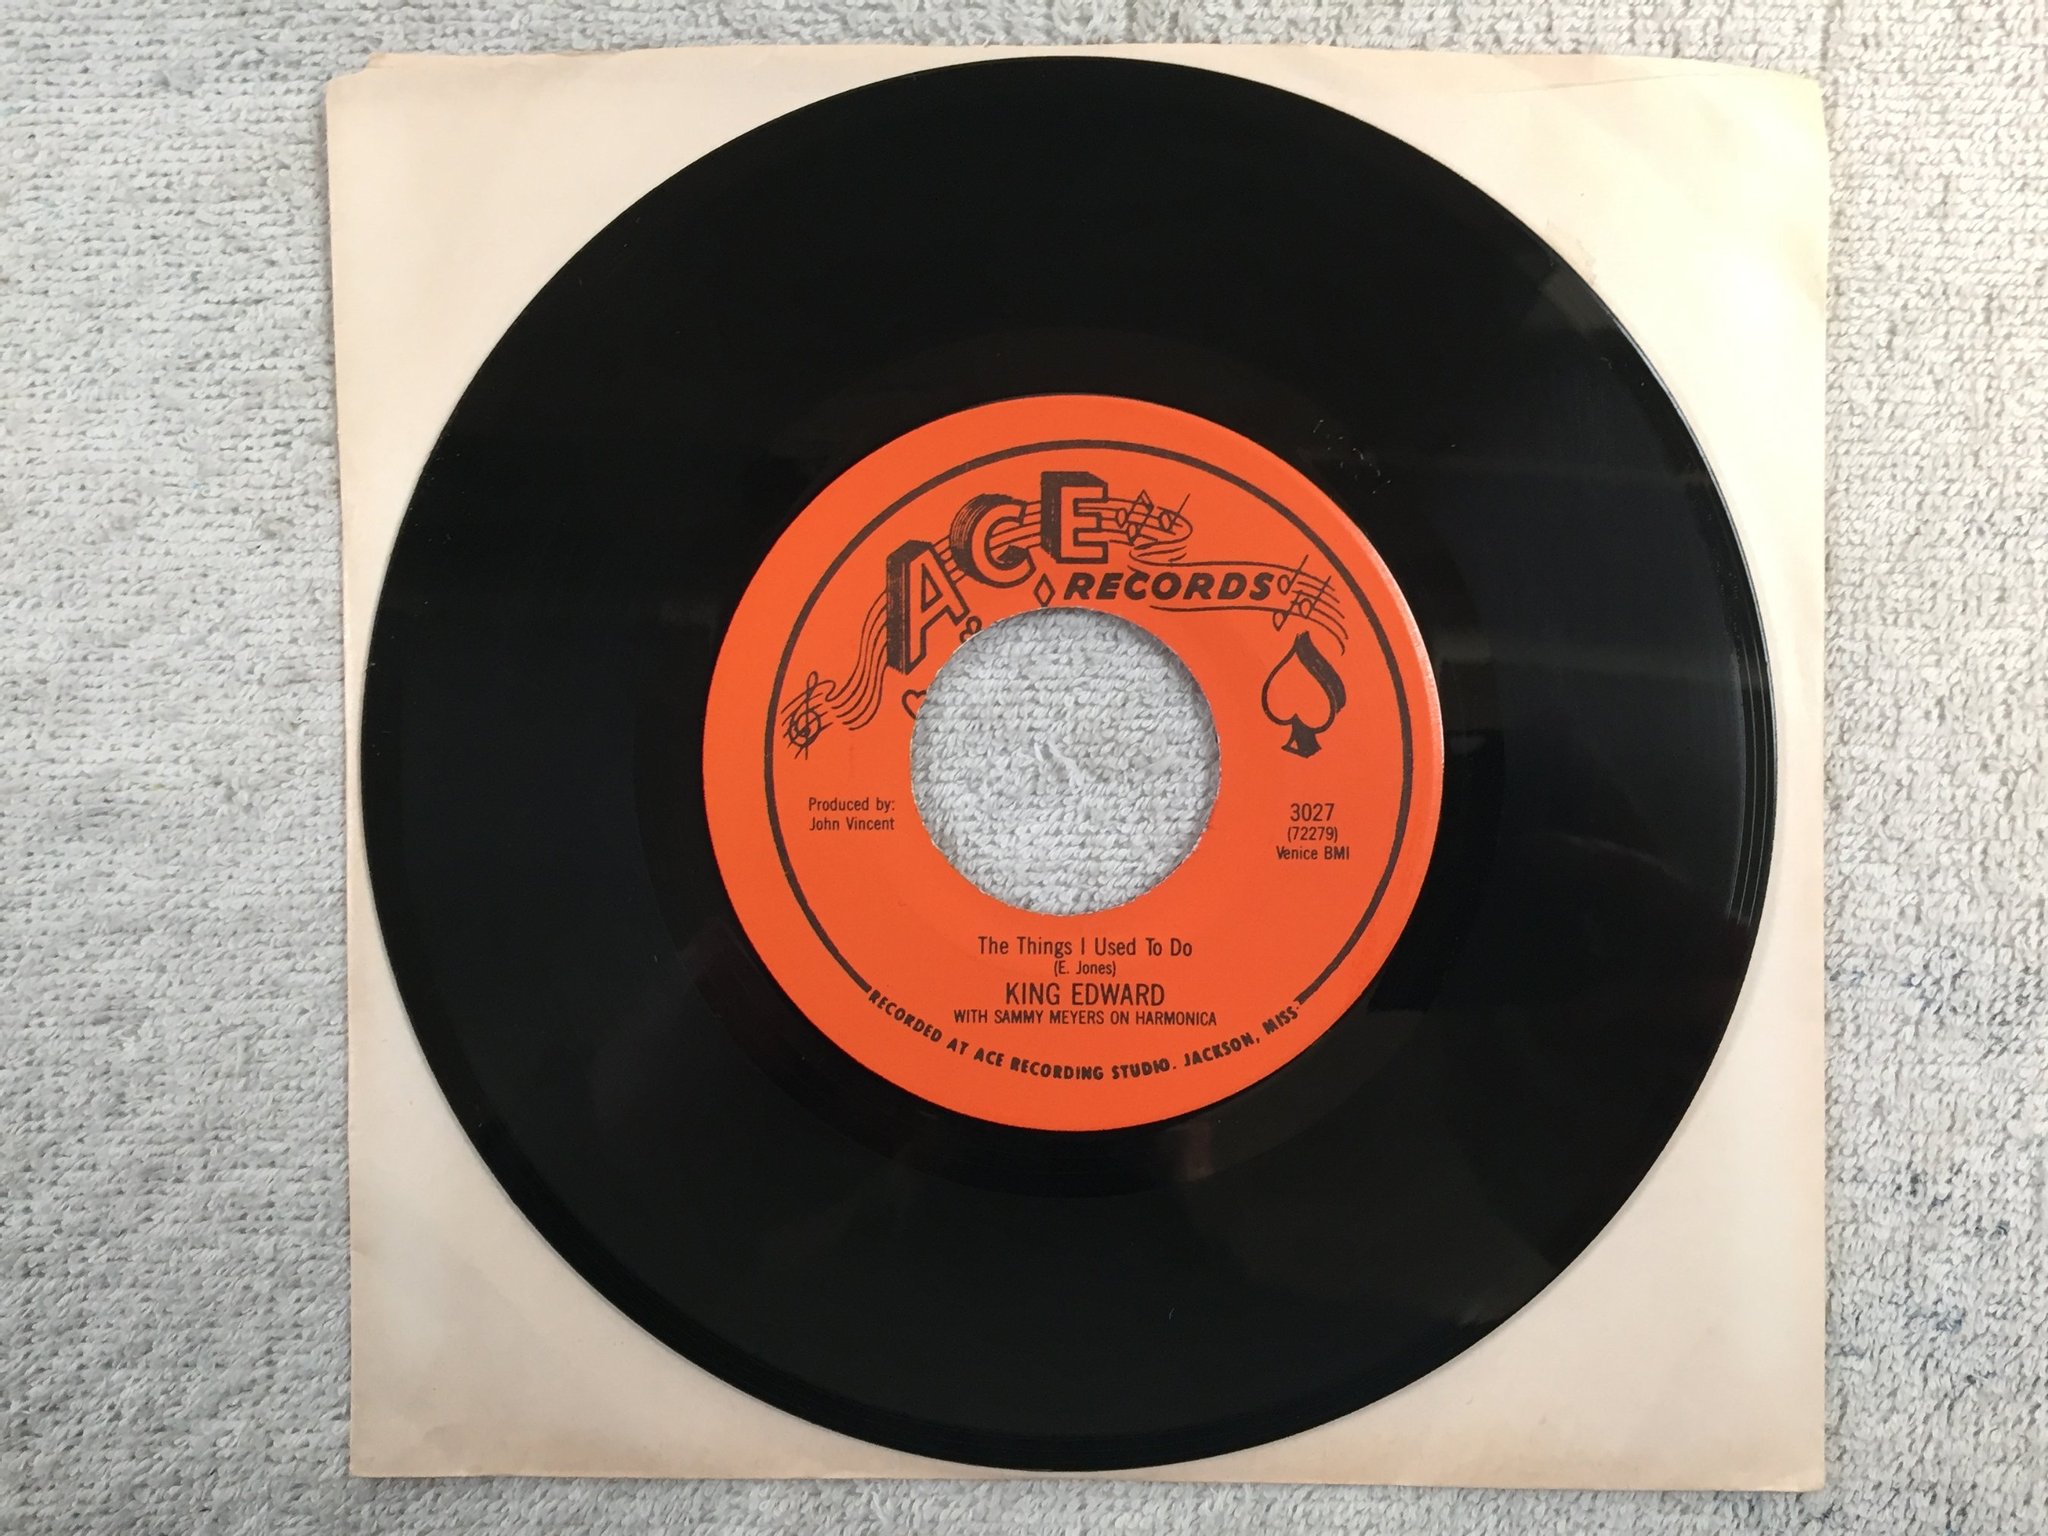 ACE
RECORDS
Produced by:
John Vincent
3027
(72279)
Venice BMI
The Things I Used To Do
(E. Jones)
KING EDWARD
WITH SAMMY MEYERS ON HARMONICA
RECORDED AT ACE RECORDING STUDIO. JACKSON, MISS.